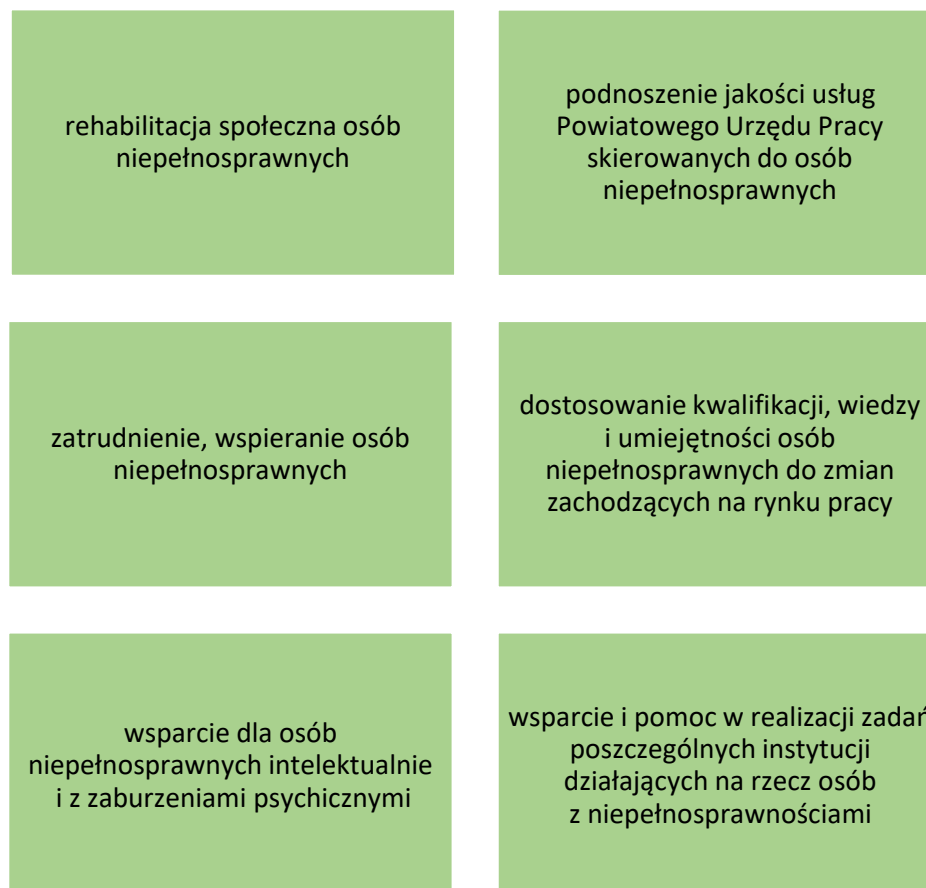 rehabilitacja społeczna osób
niepełnosprawnych
podnoszenie jakości usług
Powiatowego Urzędu Pracy
skierowanych do osób
niepełnosprawnych
zatrudnienie, wspieranie osób
niepełnosprawnych
dostosowanie kwalifikacji, wiedzy
i umiejętności osób
niepełnosprawnych do zmian
zachodzących na rynku pracy
wsparcie dla osób
niepełnosprawnych intelektualnie
i z zaburzeniami psychicznymi
wsparcie i pomoc w realizacji zadań
poszczególnych instytucji
działających na rzecz osób
z niepełnosprawnościami